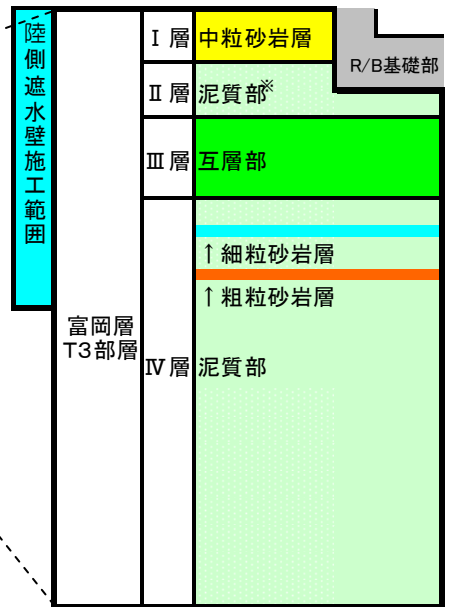 陸側遮水壁施工範囲
Ⅰ層 中粒砂岩層
R/B基礎部
Ⅱ層 泥質部※
Ⅲ層 互層部
↑細粒砂岩層
↑粗粒砂岩層
富岡層
T3部層
Ⅳ層 泥質部